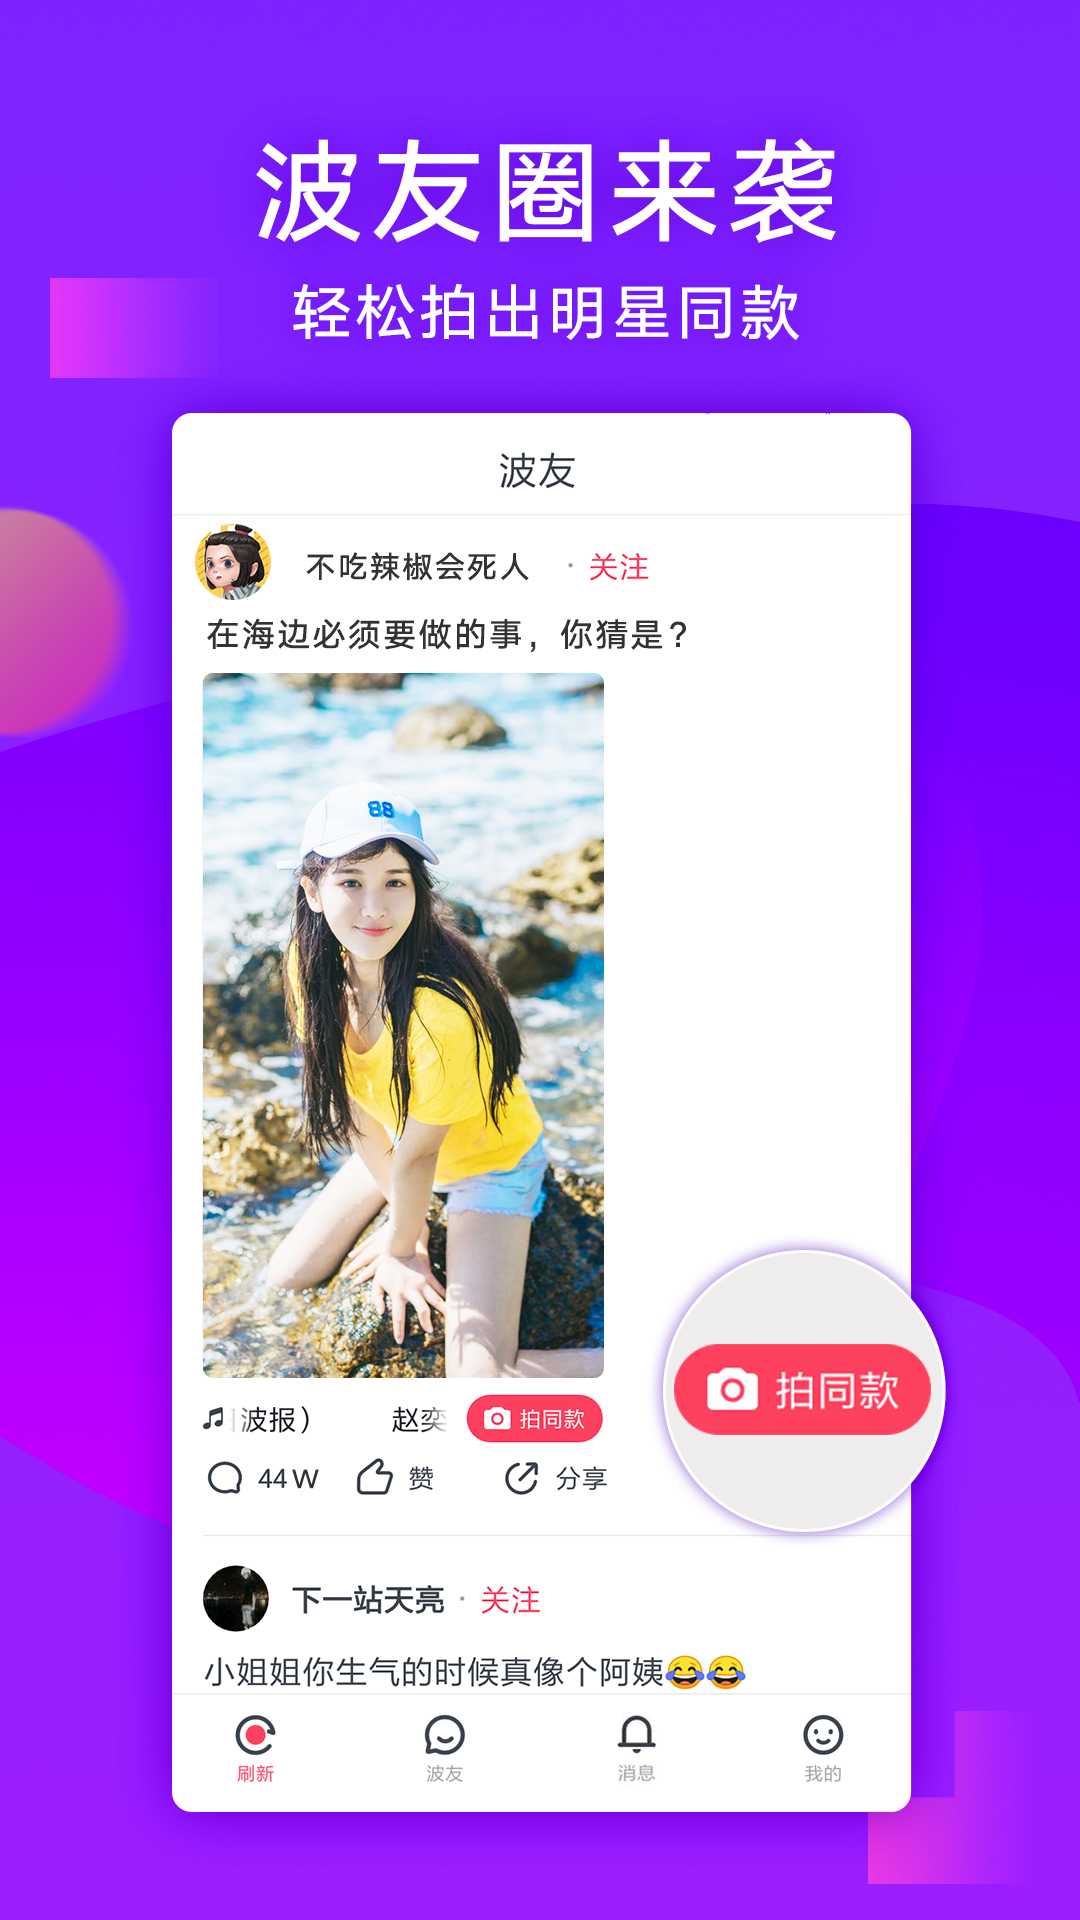 波友圈来袭
轻松拍出明星同款
波友
不吃辣椒会死人 · 关注
在海边必须要做的事，你猜是？
88
波报） 赵奕 拍同款
拍同款
44W 赞 分享
下一站天亮 · 关注
小姐姐你生气的时候真像个阿姨😂😂
刷新 波友 消息 我的